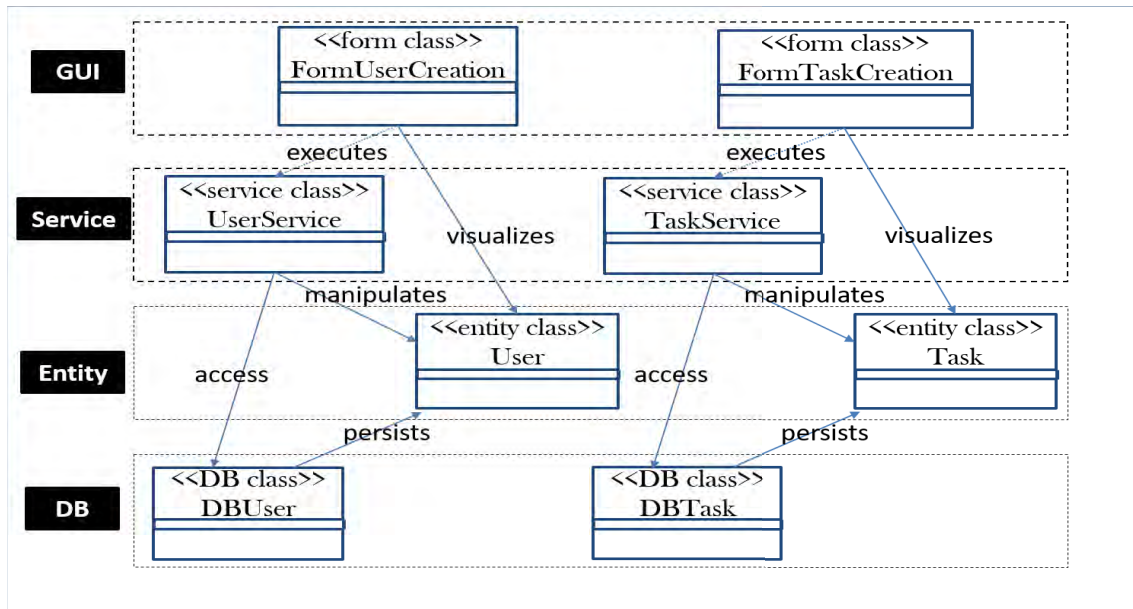 GUI
<<form class>>
FormUserCreation
<<form class>>
FormTaskCreation
executes
executes
Service
<<service class>>
UserService
<<service class>>
TaskService
visualizes
visualizes
manipulates
manipulates
Entity
<<entity class>>
User
<<entity class>>
Task
access
access
persists
persists
DB
<<DB class>>
DBUser
<<DB class>>
DBTask